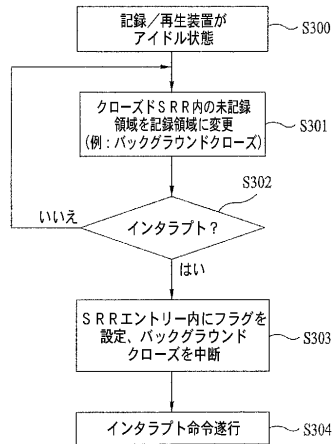 記録／再生装置が
アイドル状態
S300
クローズドSRR内の未記録
領域を記録領域に変更
（例：バックグラウンドクローズ）
S301
S302
いいえ
インタラプト？
はい
SRRエントリー内にフラグを
設定、バックグラウンド
クローズを中断
S303
インタラプト命令遂行
S304